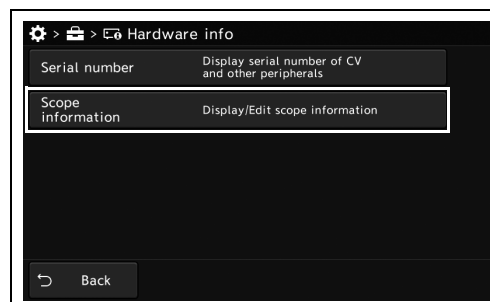 > > Hardware info
Serial number
Display serial number of CV
and other peripherals
Scope
information
Display/Edit scope information
Back